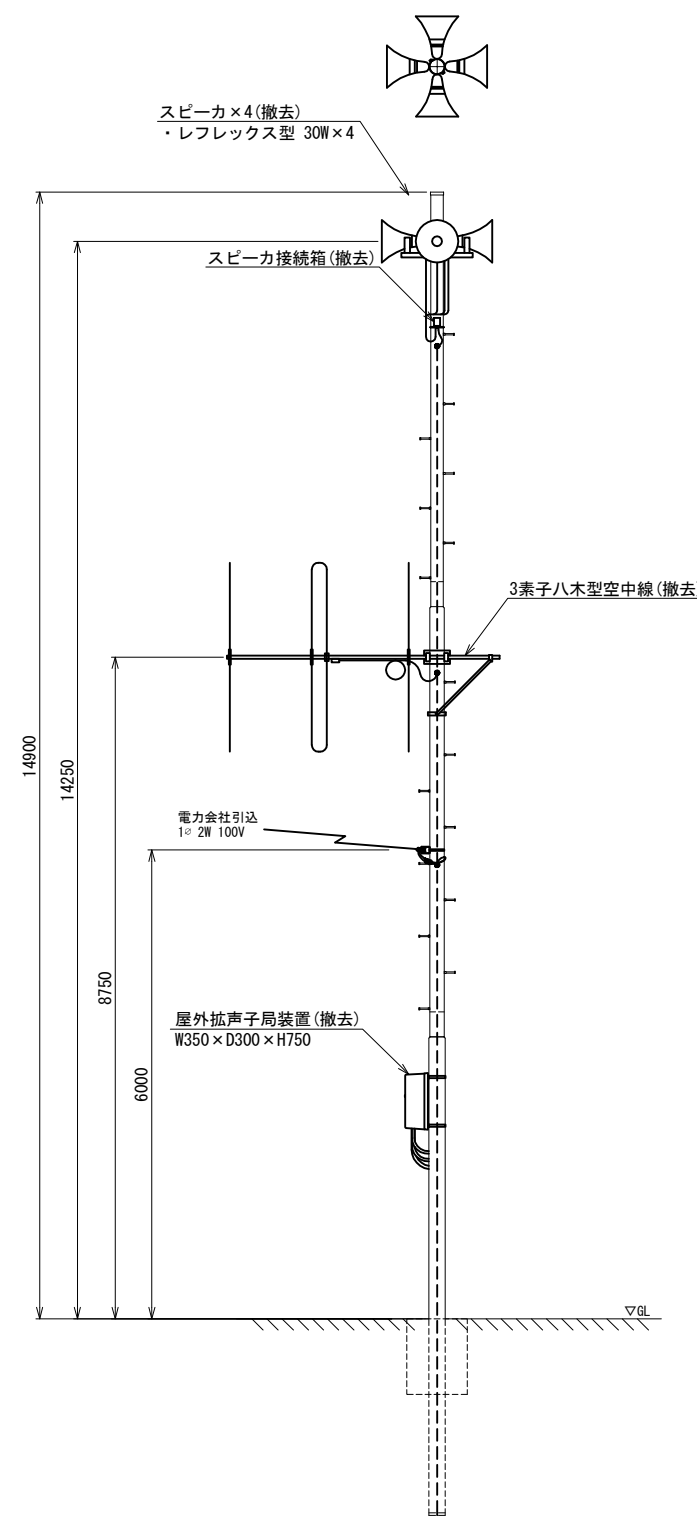 スピーカ×4(撤去)
・レフレックス型 30W×4
スピーカ接続箱(撤去)
3素子八木型空中線(撤去)
14900
14250
電力会社引込
1∅ 2W 100V
8750
屋外拡声子局装置(撤去)
W350×D300×H750
6000
▽GL